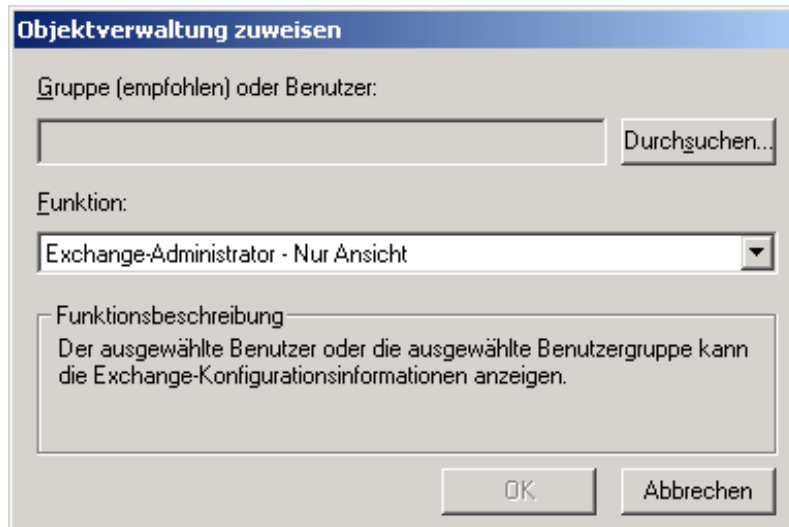 Objektverwaltung zuweisen
Gruppe (empfohlen) oder Benutzer:
Durchsuchen...
Funktion:
Exchange-Administrator - Nur Ansicht
Funktionsbeschreibung
Der ausgewählte Benutzer oder die ausgewählte Benutzergruppe kann
die Exchange-Konfigurationsinformationen anzeigen.
OK
Abbrechen